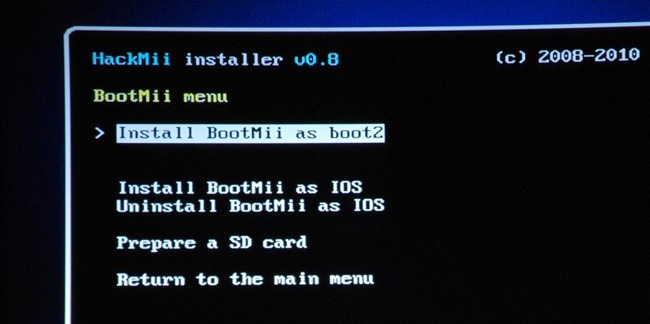 HackMii installer v0.8 (c) 2008-2010
BootMii menu
> Install BootMii as boot2
Install BootMii as IOS
Uninstall BootMii as IOS
Prepare a SD card
Return to the main menu